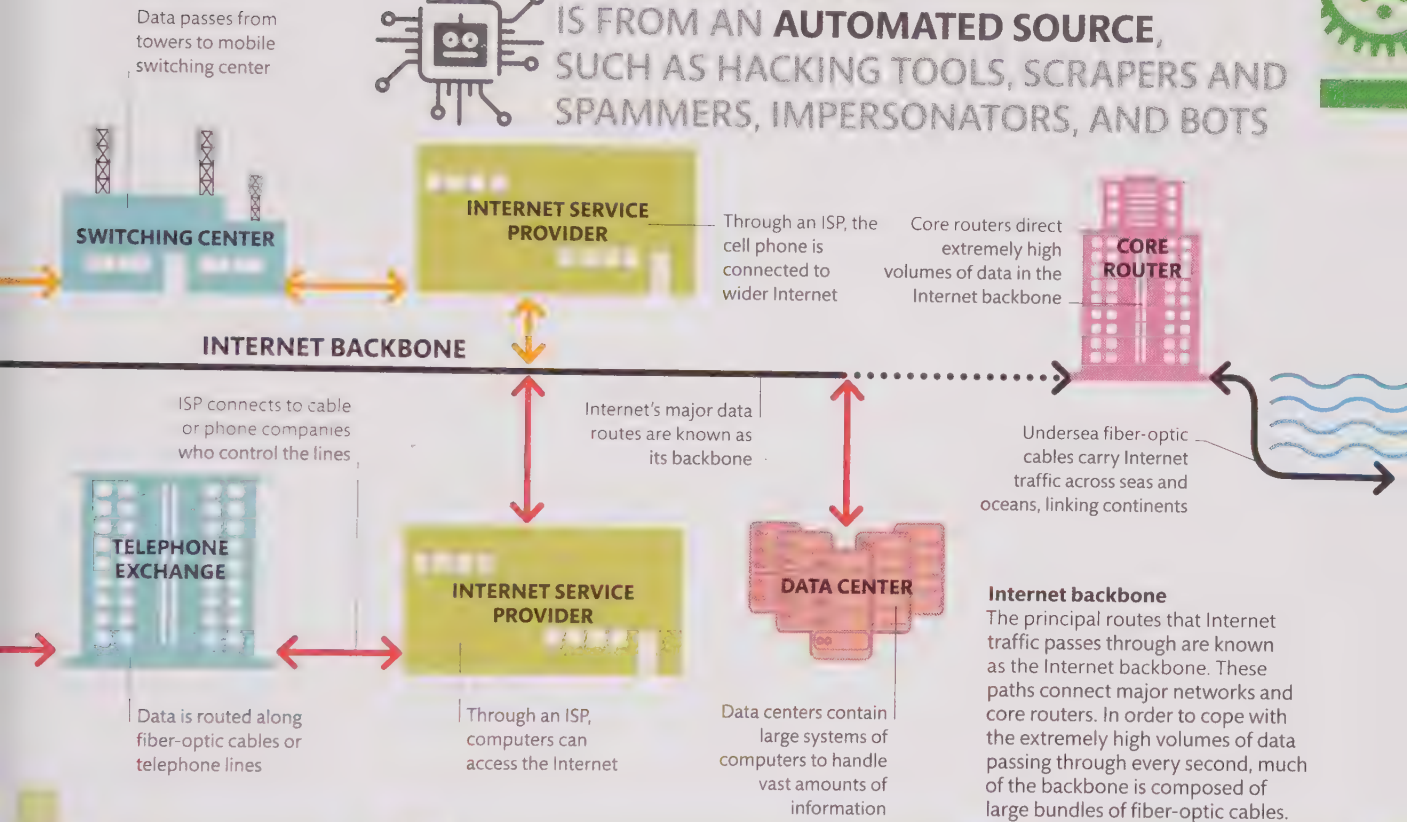 Data passes from
towers to mobile
switching center
IS FROM AN AUTOMATED SOURCE,
SUCH AS HACKING TOOLS, SCRAPERS AND
SPAMMERS, IMPERSONATORS, AND BOTS
SWITCHING CENTER
INTERNET SERVICE
PROVIDER
Through an ISP, the
cell phone is
connected to
wider Internet
Core routers direct
extremely high
volumes of data in the
Internet backbone
CORE
ROUTER
INTERNET BACKBONE
ISP connects to cable
or phone companies
who control the lines
Internet's major data
routes are known as
its backbone
Undersea fiber-optic
cables carry Internet
traffic across seas and
oceans, linking continents
TELEPHONE
EXCHANGE
INTERNET SERVICE
PROVIDER
DATA CENTER
Data is routed along
fiber-optic cables or
telephone lines
Through an ISP,
computers can
access the Internet
Data centers contain
large systems of
computers to handle
vast amounts of
information
Internet backbone
The principal routes that Internet
traffic passes through are known
as the Internet backbone. These
paths connect major networks and
core routers. In order to cope with
the extremely high volumes of data
passing through every second, much
of the backbone is composed of
large bundles of fiber-optic cables.